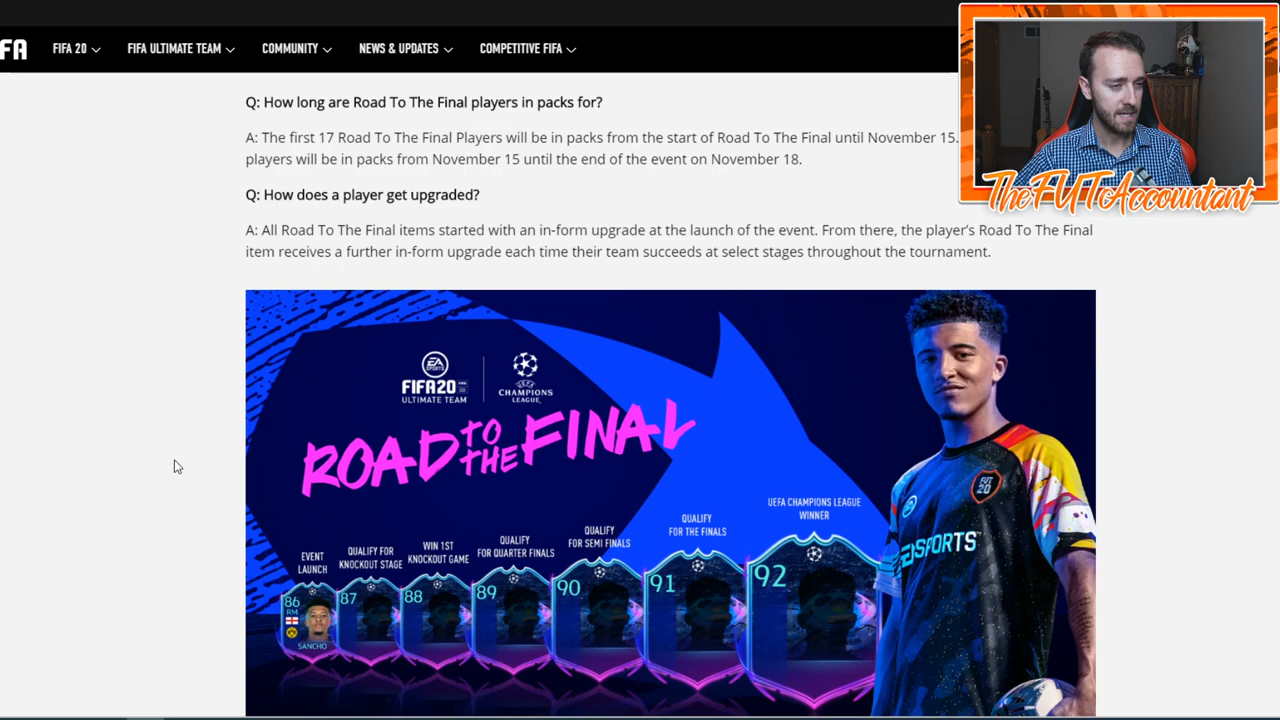 FA
FIFA 20
FIFA ULTIMATE TEAM
COMMUNITY
NEWS & UPDATES
COMPETITIVE FIFA
TheFUTAccountant
Q: How long are Road To The Final players in packs for?
A: The first 17 Road To The Final Players will be in packs from the start of Road To The Final until November 15.
players will be in packs from November 15 until the end of the event on November 18.
Q: How does a player get upgraded?
A: All Road To The Final items started with an in-form upgrade at the launch of the event. From there, the player’s Road To The Final
item receives a further in-form upgrade each time their team succeeds at select stages throughout the tournament.
EA
SPORTS
FIFA20
ULTIMATE TEAM
UEFA
CHAMPIONS
LEAGUE
ROAD TO THE FINAL
EVENT
LAUNCH
QUALIFY FOR
KNOCKOUT STAGE
WIN 1ST
KNOCKOUT GAME
QUALIFY
FOR QUARTER FINALS
QUALIFY
FOR SEMI FINALS
QUALIFY
FOR THE FINALS
UEFA CHAMPIONS LEAGUE
WINNER
86
RM
SANCHO
87
88
89
90
91
92
FUT
20
EA SPORTS